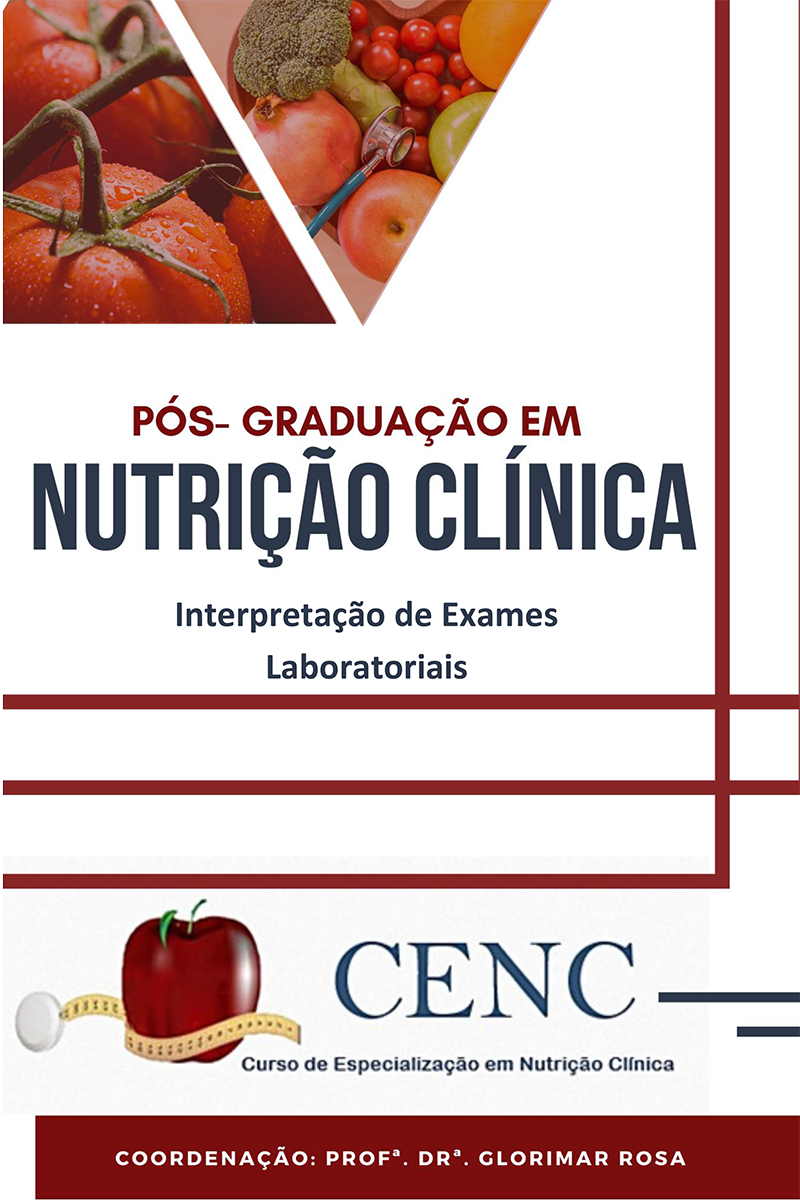 PÓS- GRADUAÇÃO EM
NUTRIÇÃO CLÍNICA
Interpretação de Exames
Laboratoriais
CENC
Curso de Especialização em Nutrição Clínica
COORDENAÇÃO: PROFª. DRª. GLORIMAR ROSA